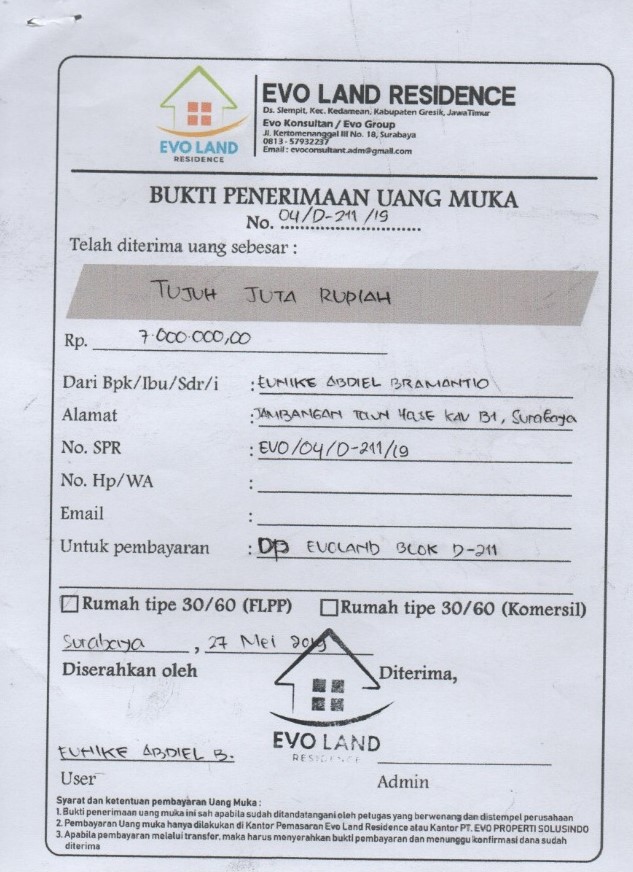 EVO LAND
RESIDENCE
EVO LAND RESIDENCE
Ds. Slempit, Kec. Kedamean, Kabupaten Gresik, JawaTimur
Evo Konsultan / Evo Group
Jl. Kertomenanggal III No. 18, Surabaya
0813 - 57932237
Email : evoconsultant.adm@gmail.com
BUKTI PENERIMAAN UANG MUKA
No. 04/D-211/19
Telah diterima uang sebesar :
TUJUH JUTA RUPIAH
Rp. 7.000.000,00
Dari Bpk/Ibu/Sdr/i : EUNIKE ABDIEL BRAMANTIO
Alamat : JAMBANGAN TOWN HOUSE KAV B1, Surabaya
No. SPR : EVO/04/D-211/19
No. Hp/WA :
Email :
Untuk pembayaran : DP EVOLAND BLOK D-211
Rumah tipe 30/60 (FLPP) Rumah tipe 30/60 (Komersil)
Surabaya, 27 Mei 2019
Diserahkan oleh Diterima,
EVO LAND
RESIDENCE
EUNIKE ABDIEL B.
User Admin
Syarat dan ketentuan pembayaran Uang Muka :
1. Bukti penerimaan uang muka ini sah apabila sudah ditandatangani oleh petugas yang berwenang dan distempel perusahaan
2. Pembayaran Uang muka hanya dilakukan di Kantor Pemasaran Evo Land Residence atau Kantor PT. EVO PROPERTI SOLUSINDO
3. Apabila pembayaran melalui transfer, maka harus menyerahkan bukti pembayaran dan menunggu konfirmasi dana sudah
diterima